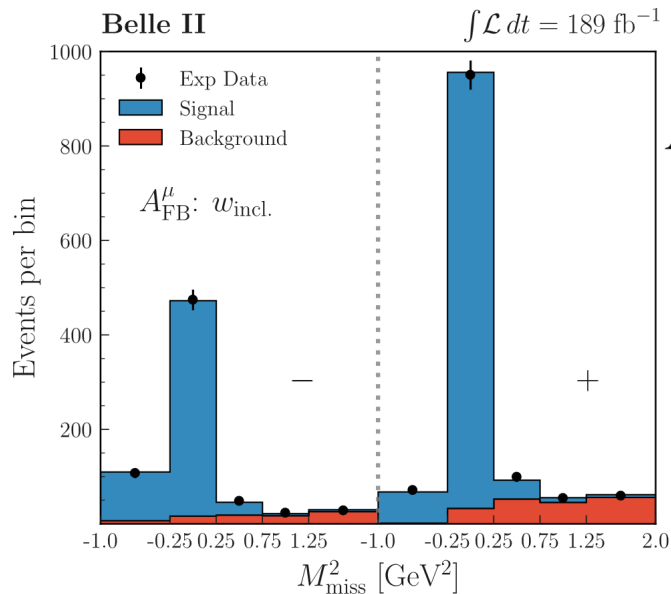 Belle II
∫ℒ dt = 189 fb⁻¹
1000
800
600
400
200
Events per bin
Exp Data
Signal
Background
A^μ_FB: w_incl.
−
+
-1.0 -0.25 0.25 0.75 1.25 -1.0 -0.25 0.25 0.75 1.25 2.0
M²_miss [GeV²]